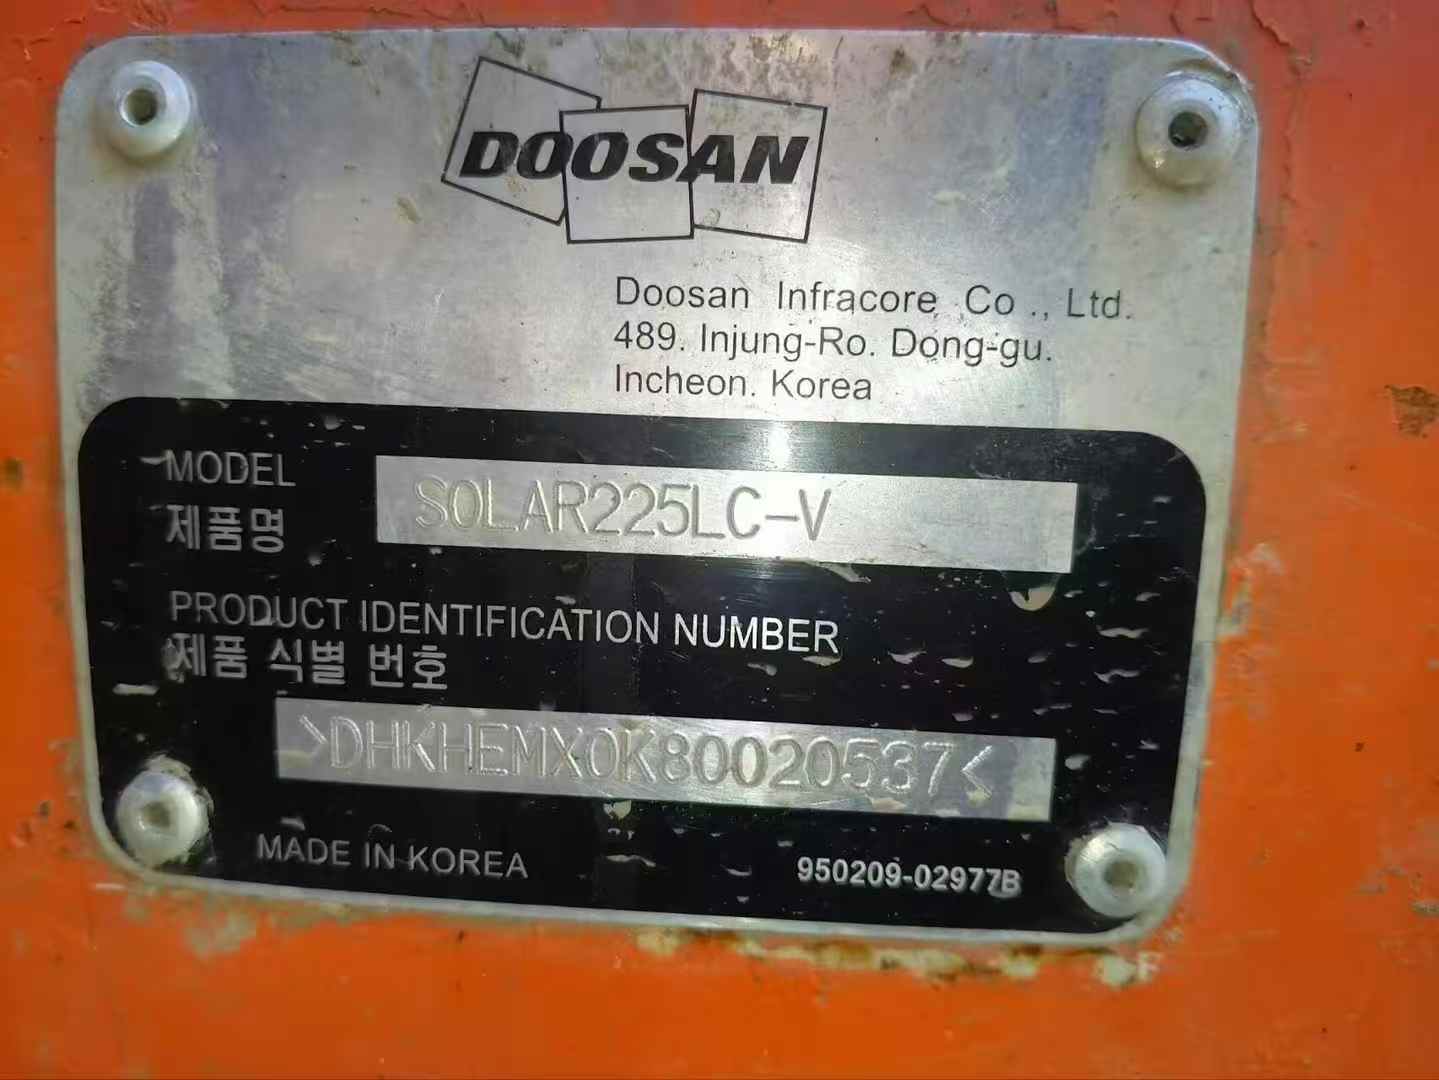 DOOSAN
Doosan Infracore Co ., Ltd.
489. Injung-Ro. Dong-gu.
Incheon. Korea
MODEL
제품명
SOLAR225LC-V
PRODUCT IDENTIFICATION NUMBER
제품 식별 번호
>DHKHEMX0K80020537<
MADE IN KOREA
950209-02977B